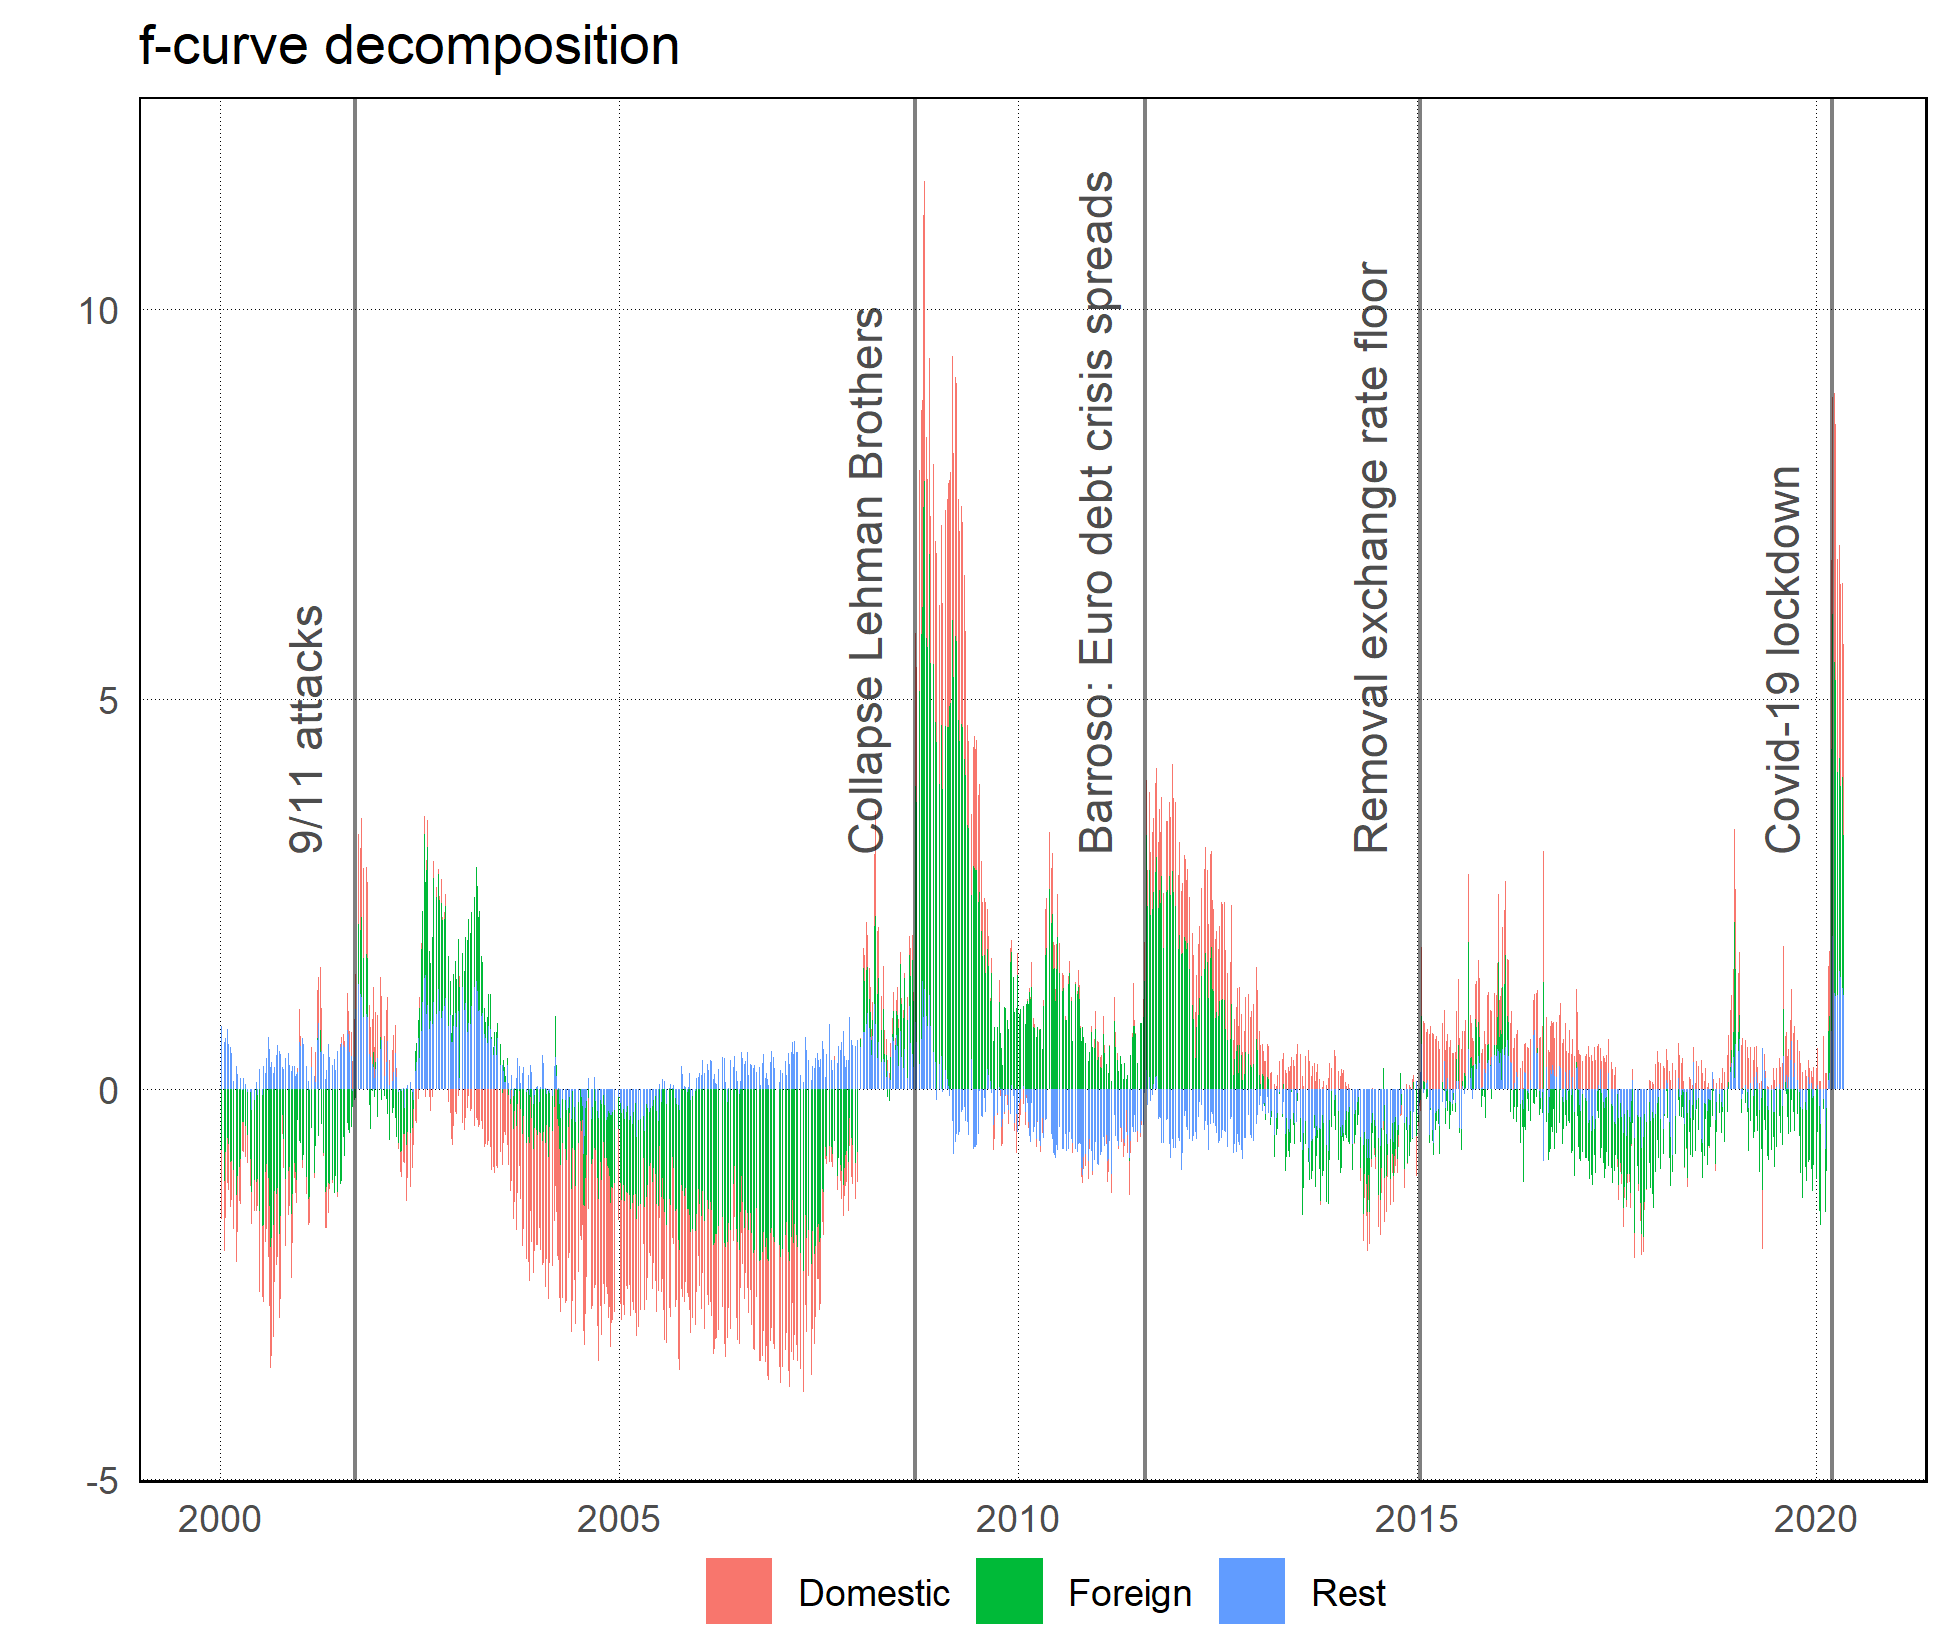 f-curve decomposition
10
5
0
-5
9/11 attacks
Collapse Lehman Brothers
Barroso: Euro debt crisis spreads
Removal exchange rate floor
Covid-19 lockdown
2000 2005 2010 2015 2020
Domestic Foreign Rest